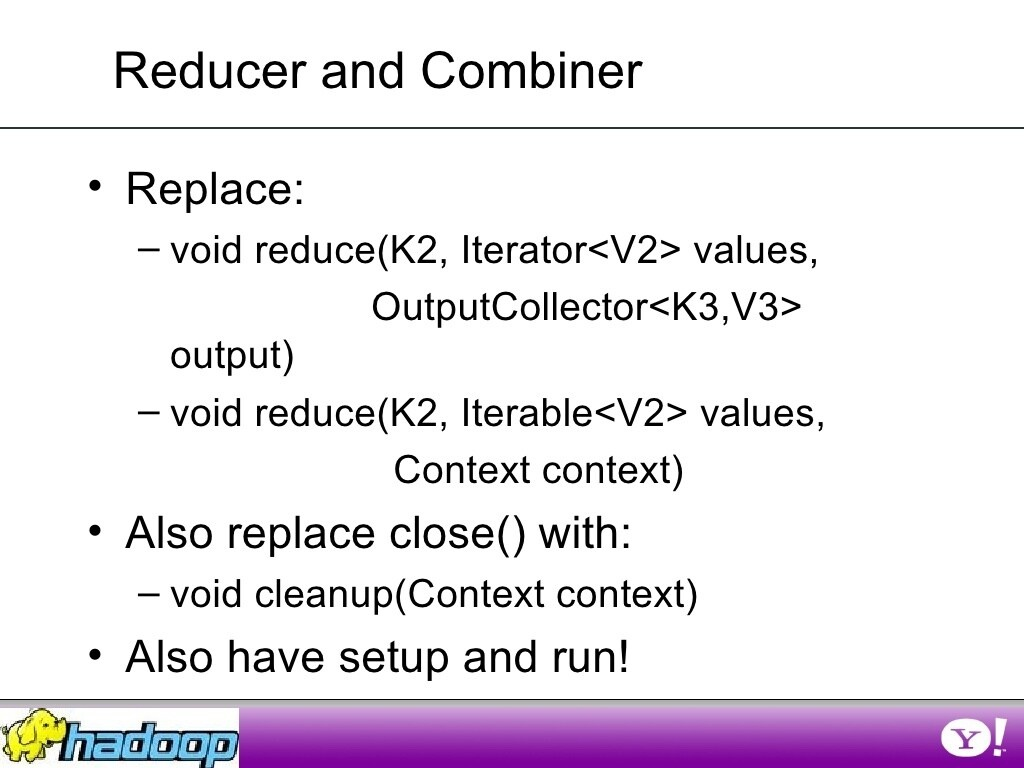 Reducer and Combiner
• Replace:
– void reduce(K2, Iterator<V2> values,
OutputCollector<K3,V3>
output)
– void reduce(K2, Iterable<V2> values,
Context context)
• Also replace close() with:
– void cleanup(Context context)
• Also have setup and run!
hadoop
Y!